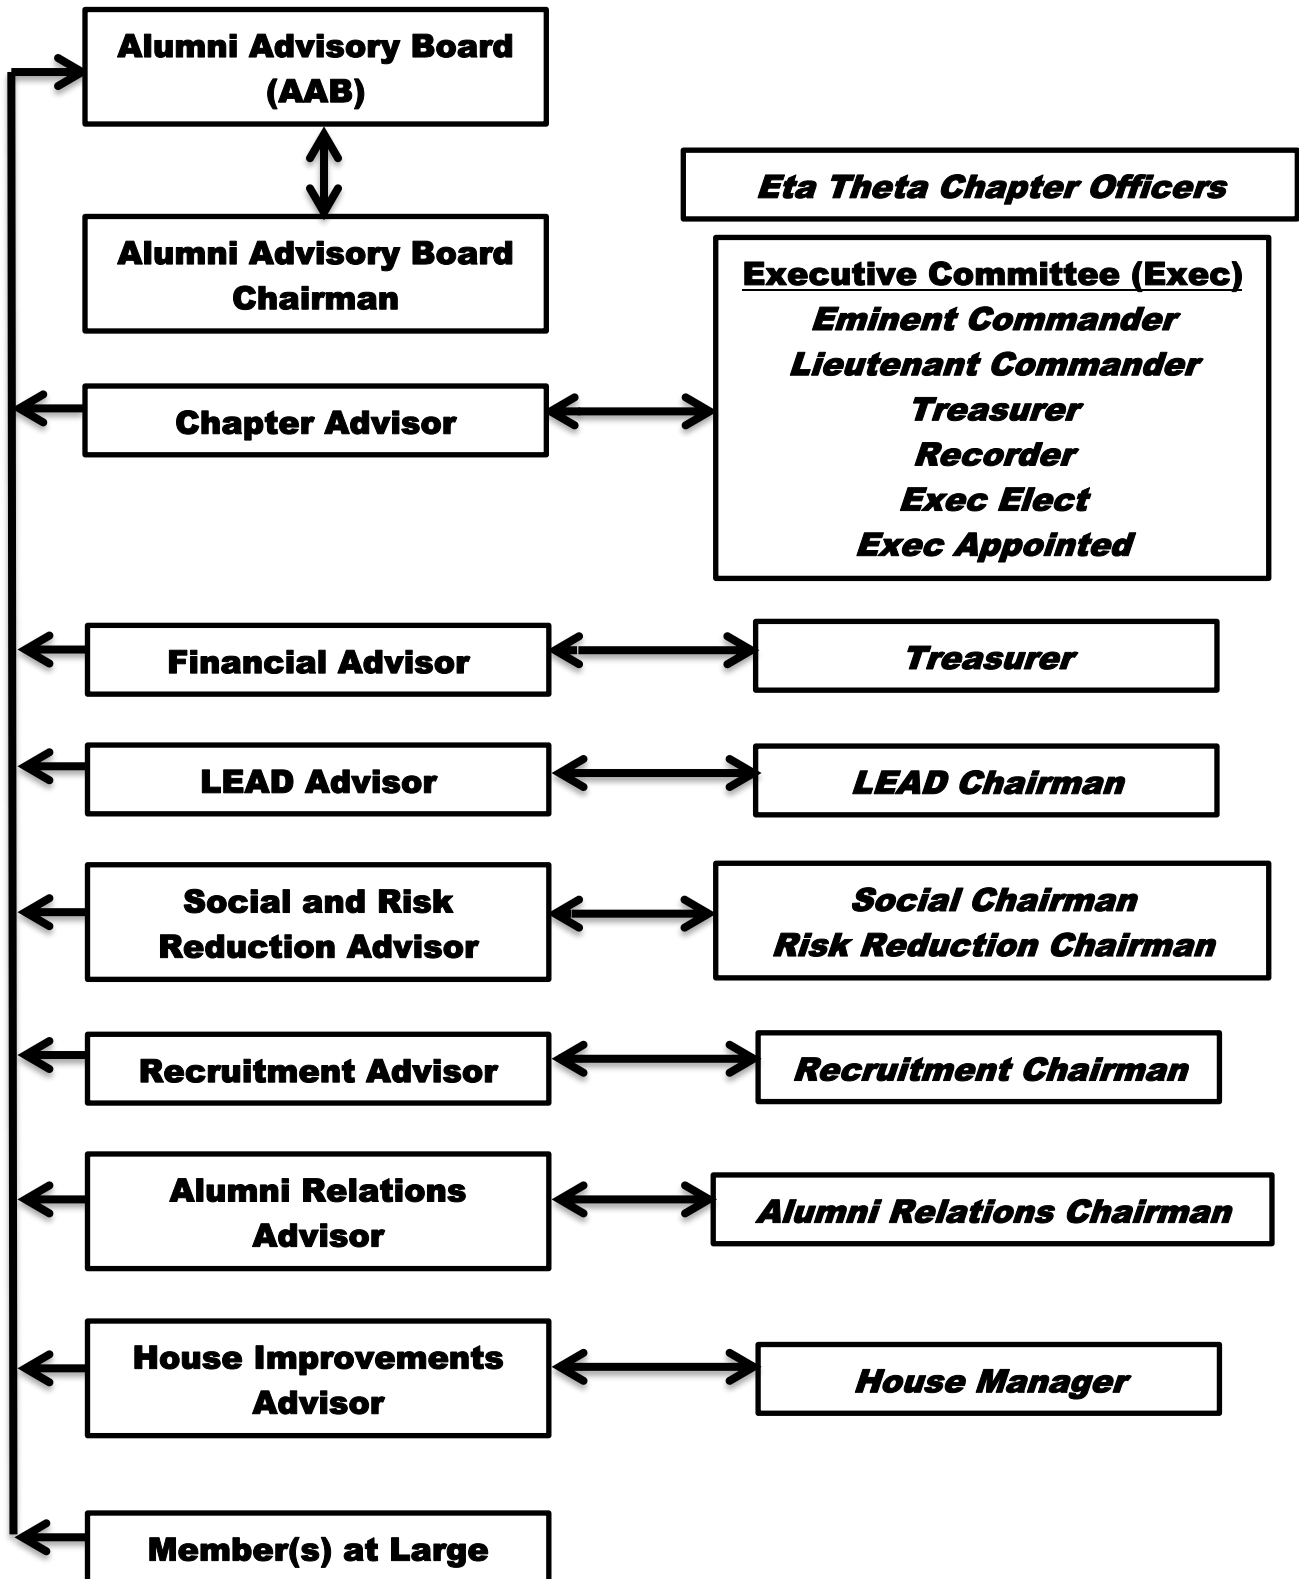 Alumni Advisory Board
(AAB)
Eta Theta Chapter Officers
Alumni Advisory Board
Chairman
Executive Committee (Exec)
Eminent Commander
Lieutenant Commander
Treasurer
Recorder
Exec Elect
Exec Appointed
Chapter Advisor
Financial Advisor
Treasurer
LEAD Advisor
LEAD Chairman
Social and Risk
Reduction Advisor
Social Chairman
Risk Reduction Chairman
Recruitment Advisor
Recruitment Chairman
Alumni Relations
Advisor
Alumni Relations Chairman
House Improvements
Advisor
House Manager
Member(s) at Large